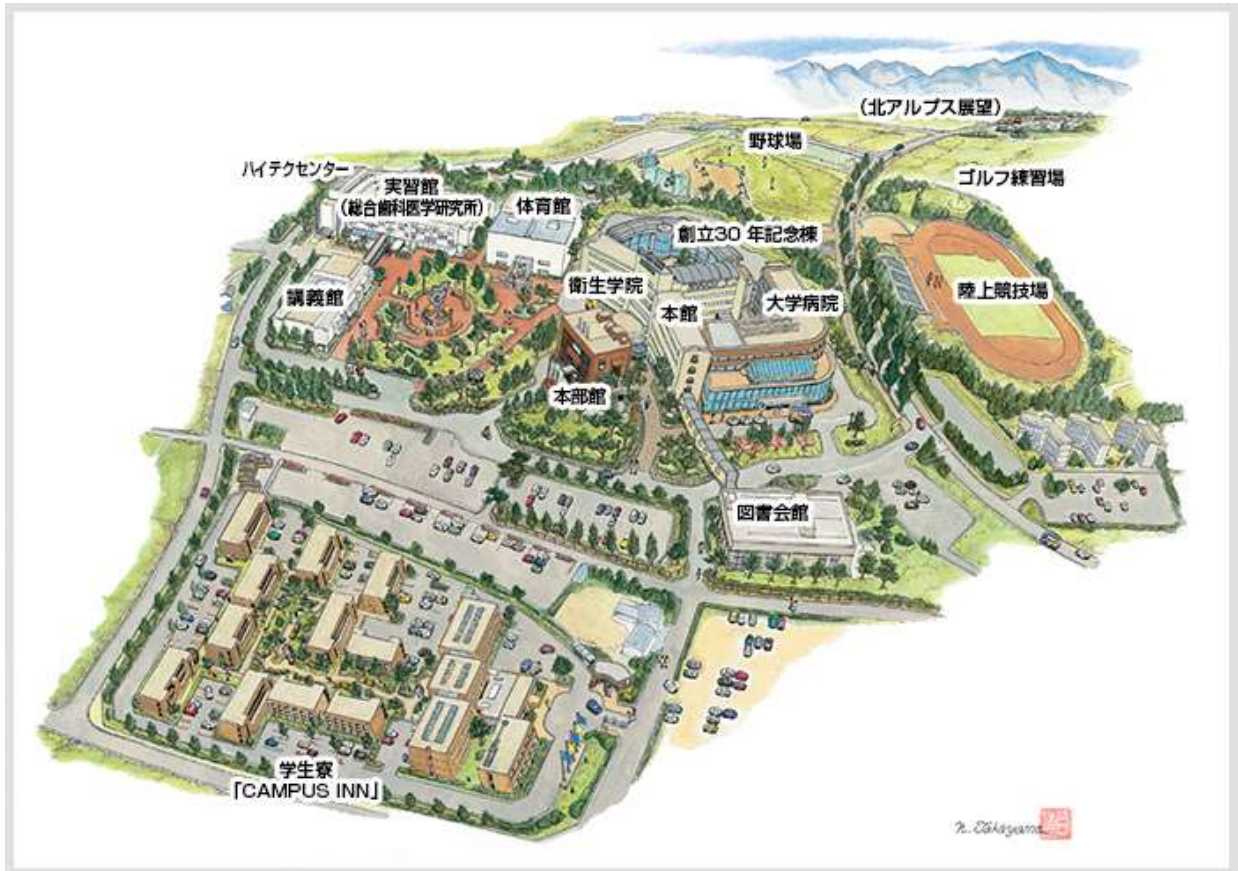 (北アルプス展望)
野球場
ハイテクセンター
実習館
(総合歯科医学研究所)
体育館
ゴルフ練習場
創立30年記念棟
衛生学院
講義館
本館
大学病院
陸上競技場
本部館
図書会館
学生寮
「CAMPUS INN」